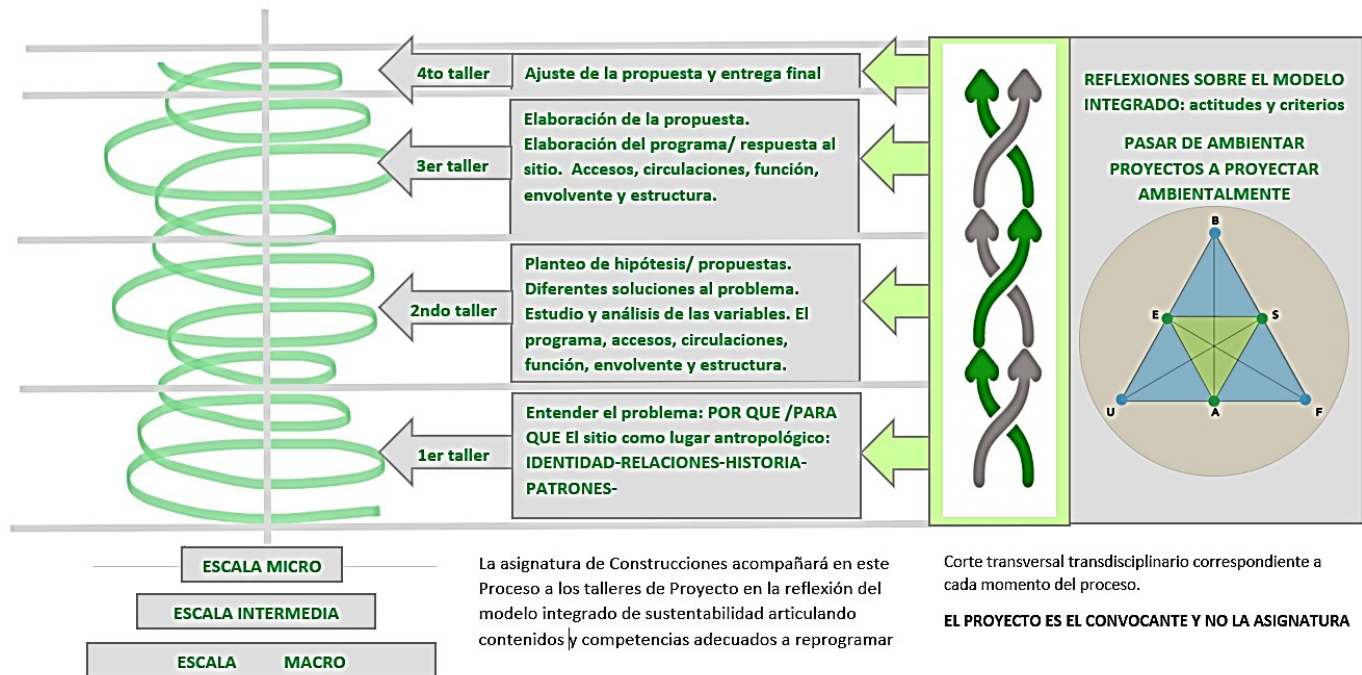 4to taller
Ajuste de la propuesta y entrega final
3er taller
Elaboración de la propuesta.
Elaboración del programa/ respuesta al
sitio.  Accesos, circulaciones, función,
envolvente y estructura.
2ndo taller
Planteo de hipótesis/ propuestas.
Diferentes soluciones al problema.
Estudio y análisis de las variables. El
programa, accesos, circulaciones,
función, envolvente y estructura.
1er taller
Entender el problema: POR QUE /PARA
QUE El sitio como lugar antropológico:
IDENTIDAD-RELACIONES-HISTORIA-
PATRONES-
REFLEXIONES SOBRE EL MODELO
INTEGRADO: actitudes y criterios
PASAR DE AMBIENTAR
PROYECTOS A PROYECTAR
AMBIENTALMENTE
B
E
S
U
A
F
ESCALA MICRO
ESCALA INTERMEDIA
ESCALA MACRO
La asignatura de Construcciones acompañará en este
Proceso a los talleres de Proyecto en la reflexión del
modelo integrado de sustentabilidad articulando
contenidos y competencias adecuados a reprogramar
Corte transversal transdisciplinario correspondiente a
cada momento del proceso.
EL PROYECTO ES EL CONVOCANTE Y NO LA ASIGNATURA